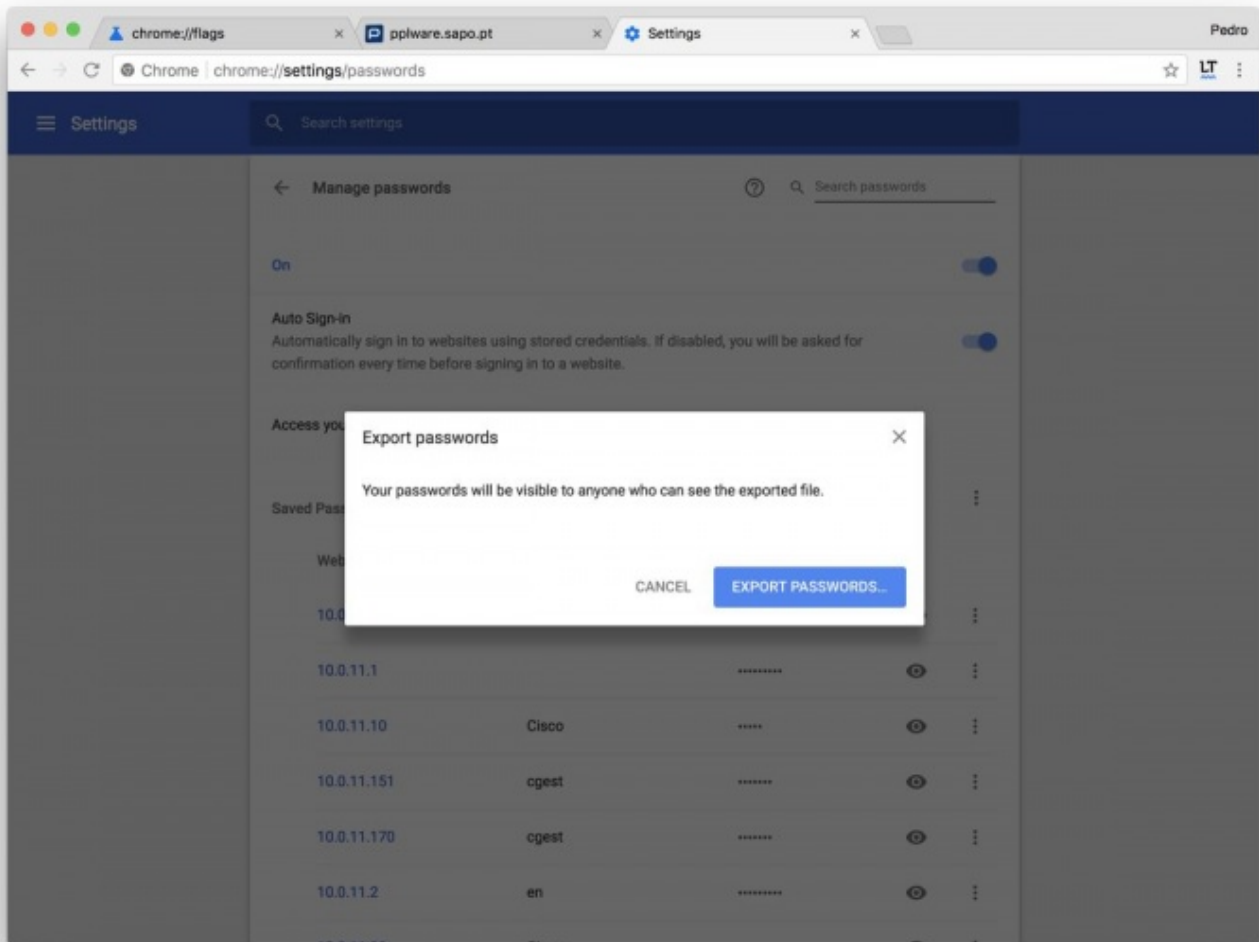 chrome://flags
pplware.sapo.pt
Settings
Pedro
Chrome chrome://settings/passwords
LT
Settings
Search settings
Manage passwords
Search passwords
On
Auto Sign-in
Automatically sign in to websites using stored credentials. If disabled, you will be asked for
confirmation every time before signing in to a website.
Access
Export passwords
Your passwords will be visible to anyone who can see the exported file.
Saved
CANCEL
EXPORT PASSWORDS...
10.0.11.1
10.0.11.10 Cisco
10.0.11.151 cgest
10.0.11.170 cgest
10.0.11.2 en